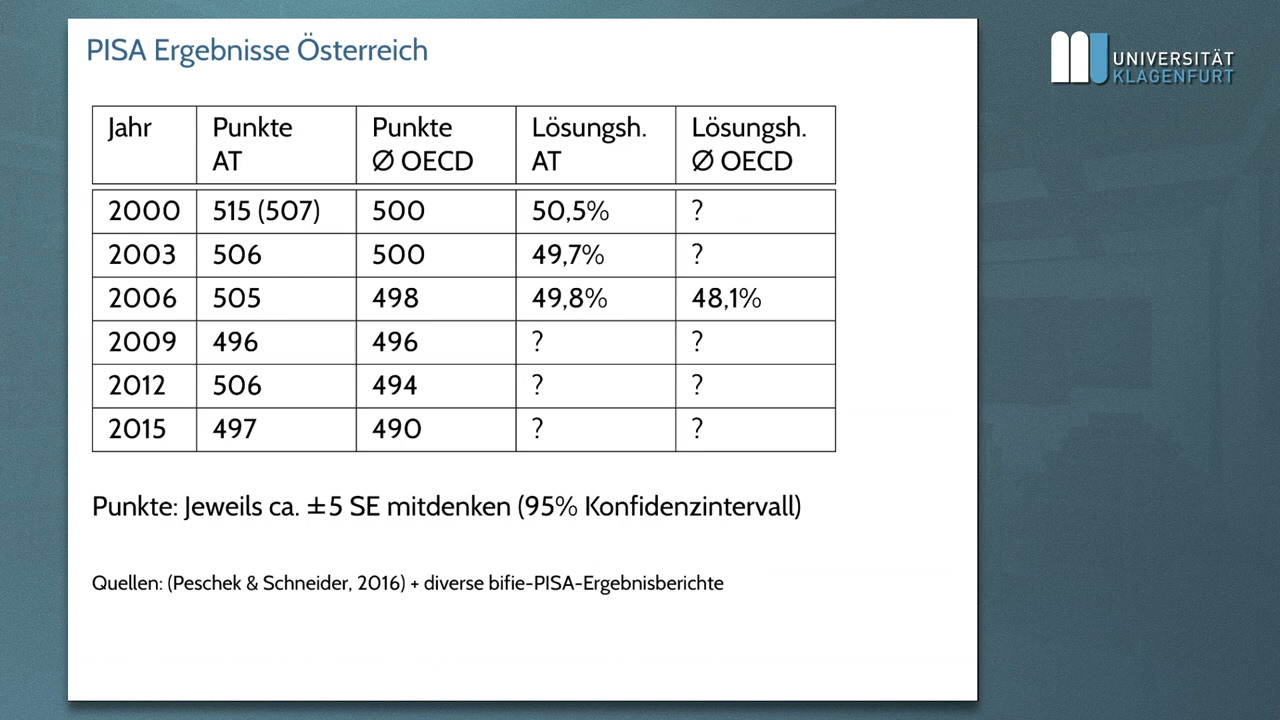 PISA Ergebnisse Österreich
UNIVERSITÄT
KLAGENFURT
Jahr Punkte AT Punkte Ø OECD Lösungsh. AT Lösungsh. Ø OECD
2000 515 (507) 500 50,5% ?
2003 506 500 49,7% ?
2006 505 498 49,8% 48,1%
2009 496 496 ? ?
2012 506 494 ? ?
2015 497 490 ? ?
Punkte: Jeweils ca. ±5 SE mitdenken (95% Konfidenzintervall)
Quellen: (Peschek & Schneider, 2016) + diverse bifie-PISA-Ergebnisberichte